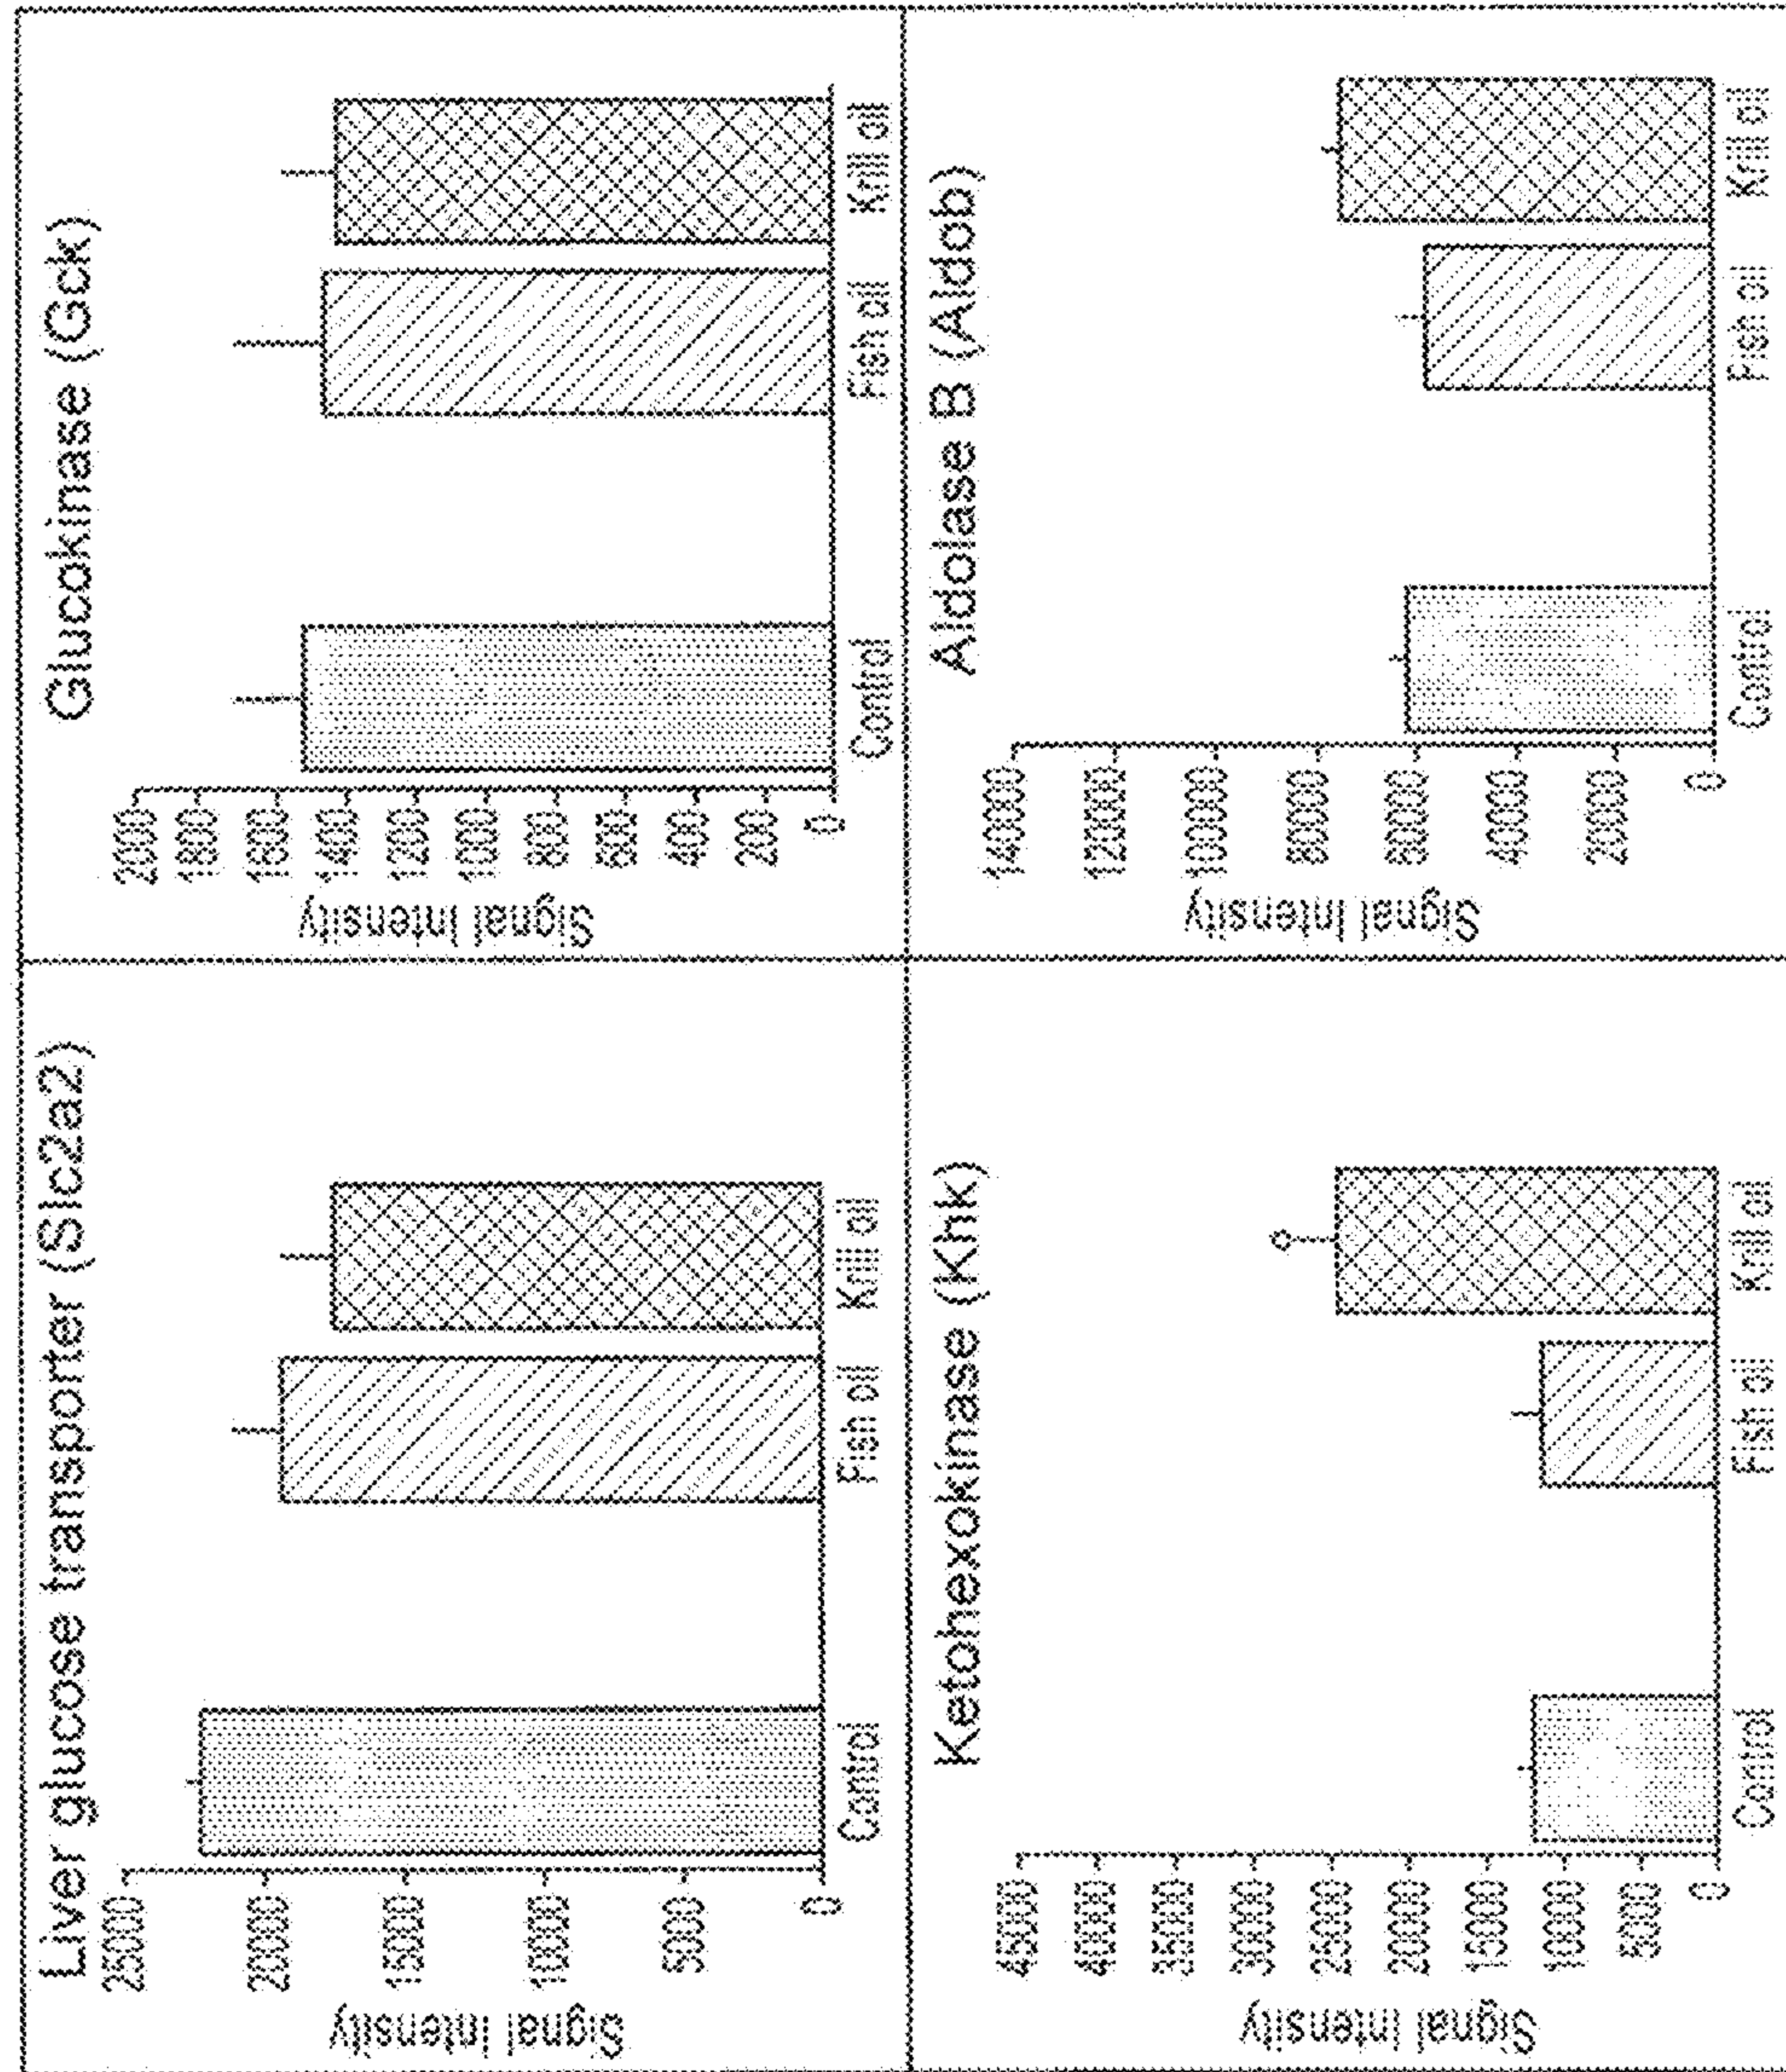 Liver glucose transporter (Slc2a2)
Signal Intensity
25000
20000
15000
10000
5000
0
Control Fish oil Krill oil
Glucokinase (Gck)
Signal Intensity
2000
1800
1600
1400
1200
1000
800
600
400
200
0
Control Fish oil Krill oil
Ketohexokinase (Khk)
Signal Intensity
45000
40000
35000
30000
25000
20000
15000
10000
5000
0
Control Fish oil Krill oil
Aldolase B (Aldob)
Signal Intensity
140000
120000
100000
80000
60000
40000
20000
0
Control Fish oil Krill oil